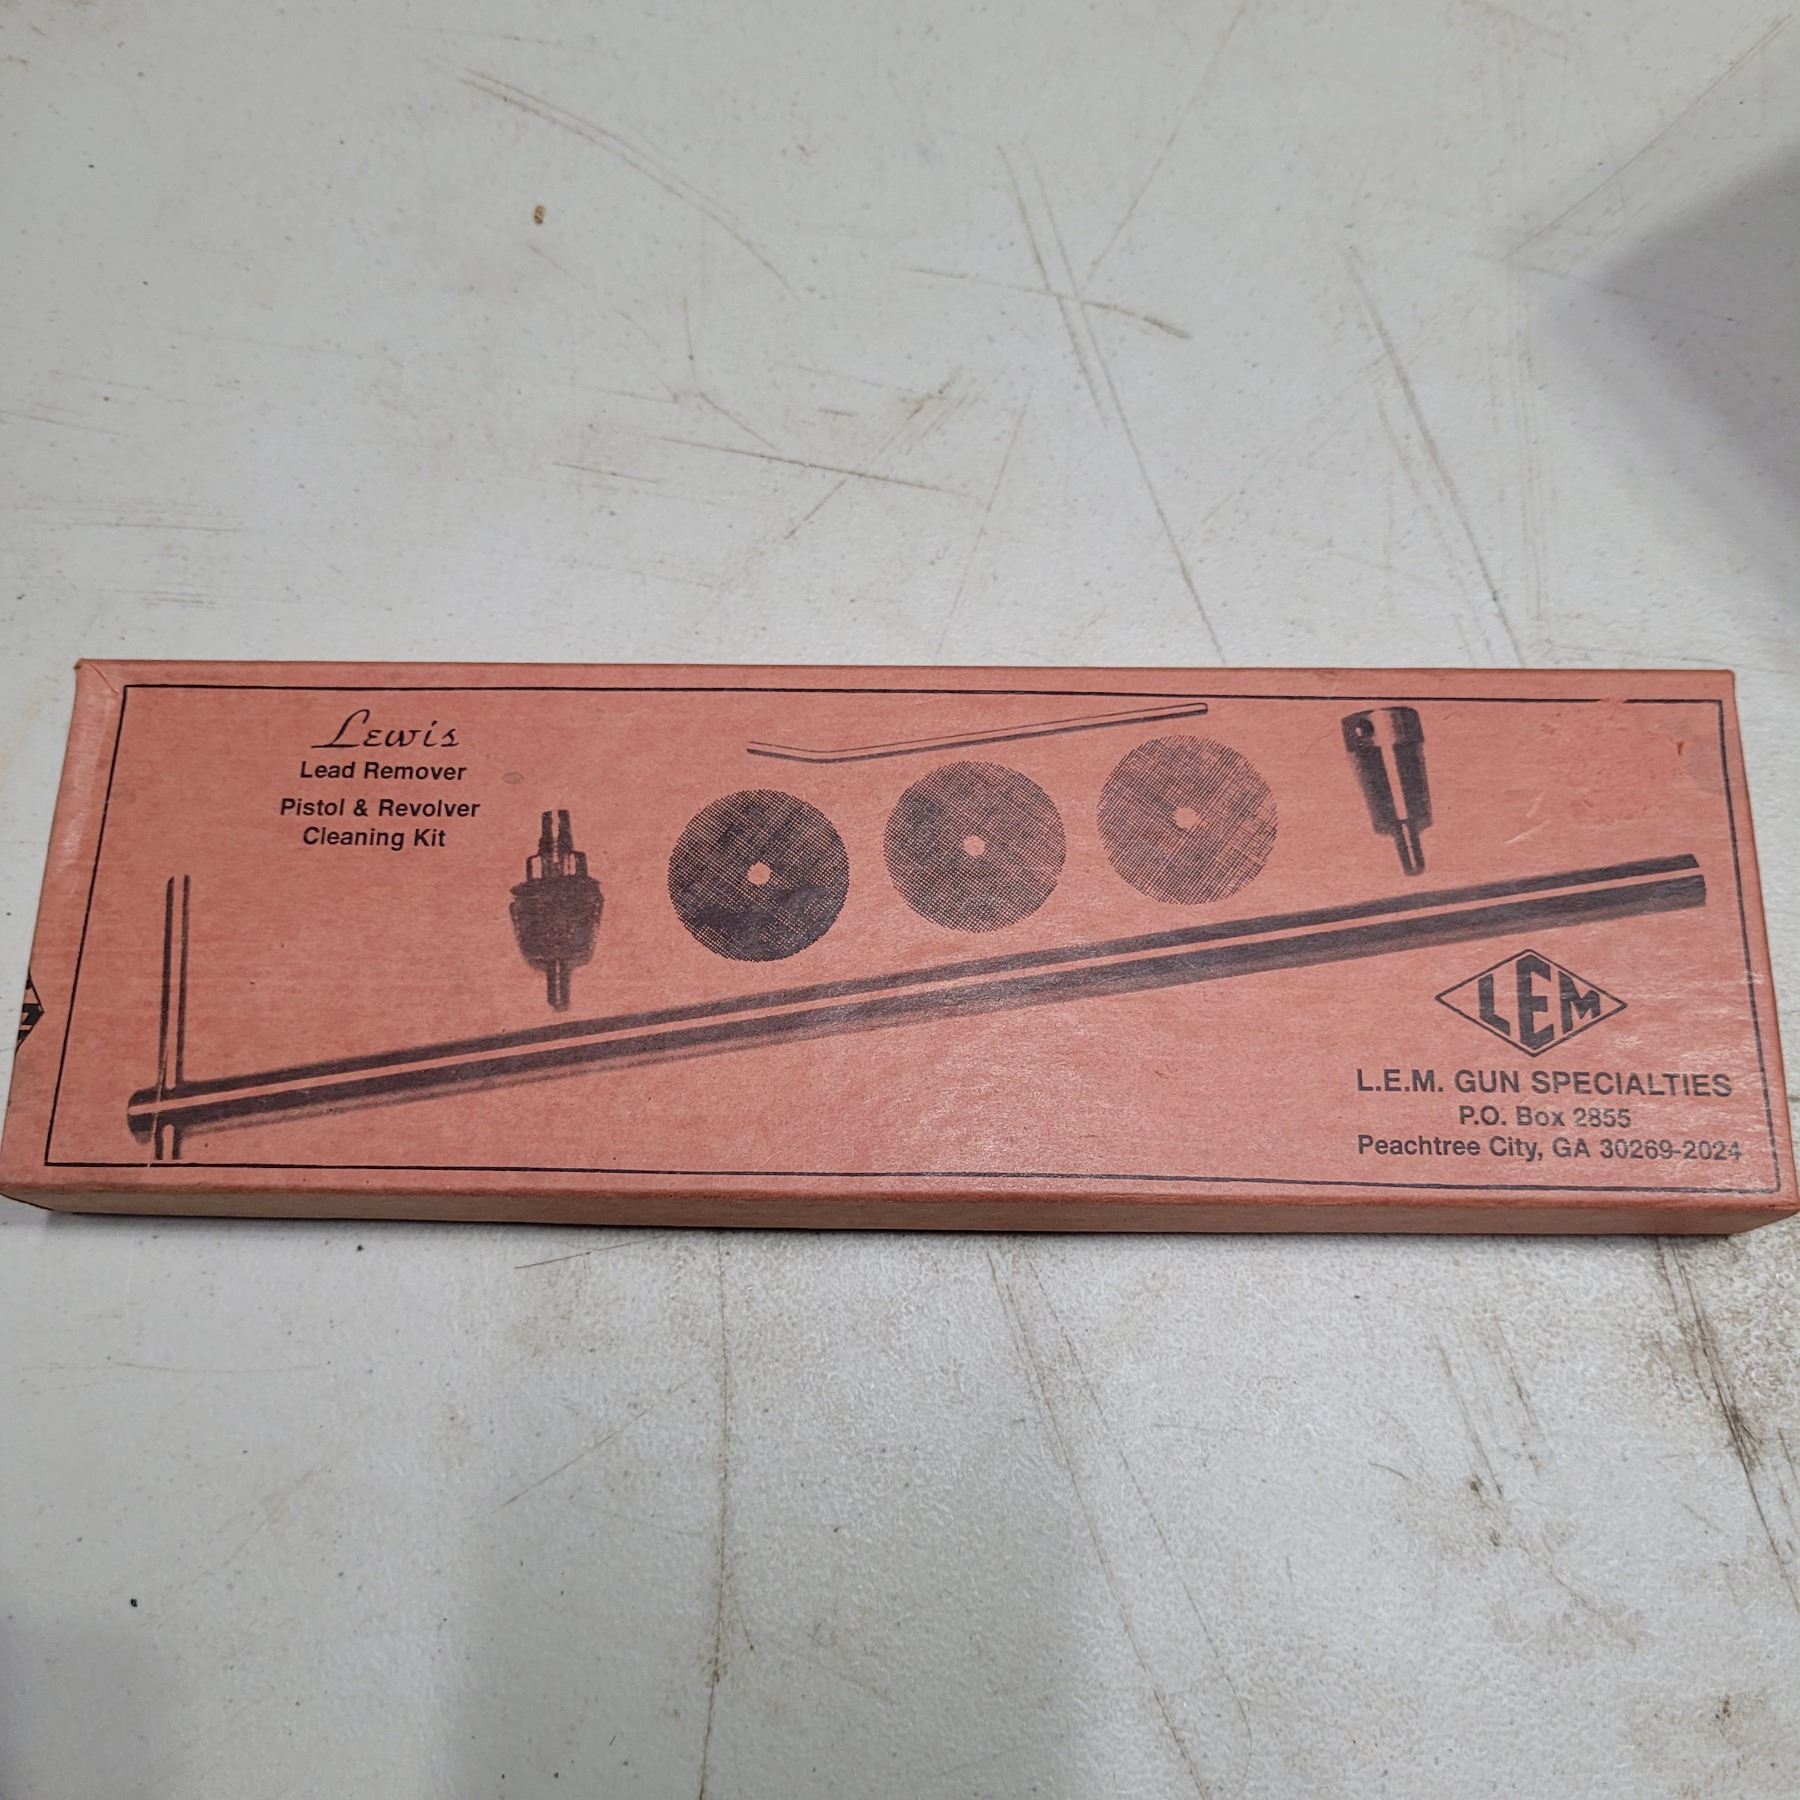 Lewis
Lead Remover
Pistol & Revolver
Cleaning Kit
LEM
L.E.M. GUN SPECIALTIES
P.O. Box 2855
Peachtree City, GA 30269-2024